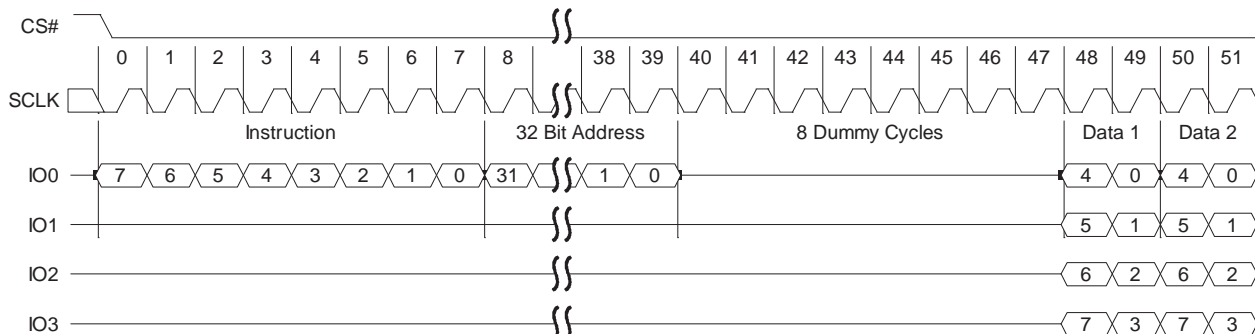 CS#
0 1 2 3 4 5 6 7 8 38 39 40 41 42 43 44 45 46 47 48 49 50 51
SCLK
Instruction 32 Bit Address 8 Dummy Cycles Data 1 Data 2
IO0 7 6 5 4 3 2 1 0 31 1 0 4 0 4 0
IO1 5 1 5 1
IO2 6 2 6 2
IO3 7 3 7 3